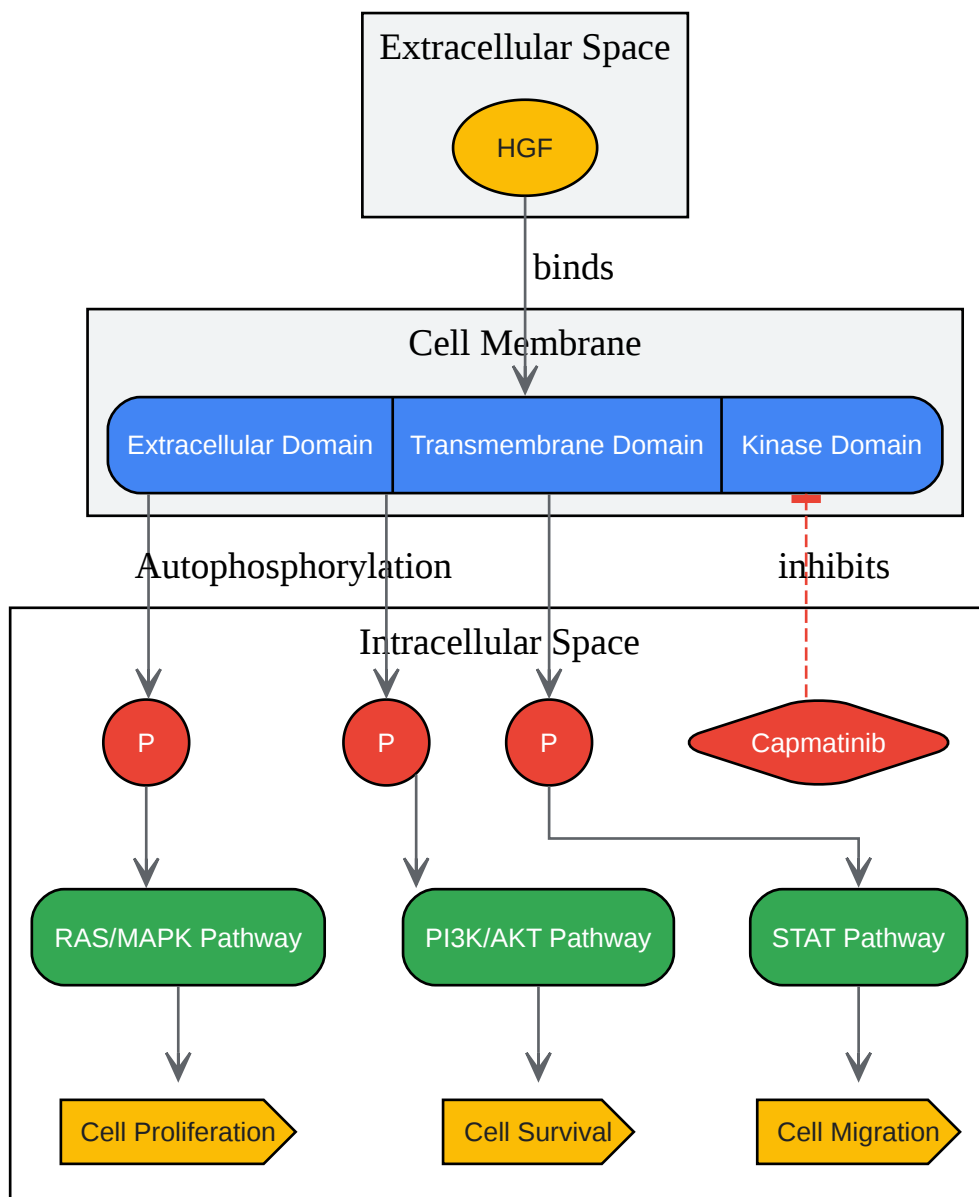 Extracellular Space
HGF
binds
Cell Membrane
Extracellular Domain
Transmembrane Domain
Kinase Domain
Autophosphorylation
inhibits
Intracellular Space
P
P
P
Capmatinib
RAS/MAPK Pathway
PI3K/AKT Pathway
STAT Pathway
Cell Proliferation
Cell Survival
Cell Migration